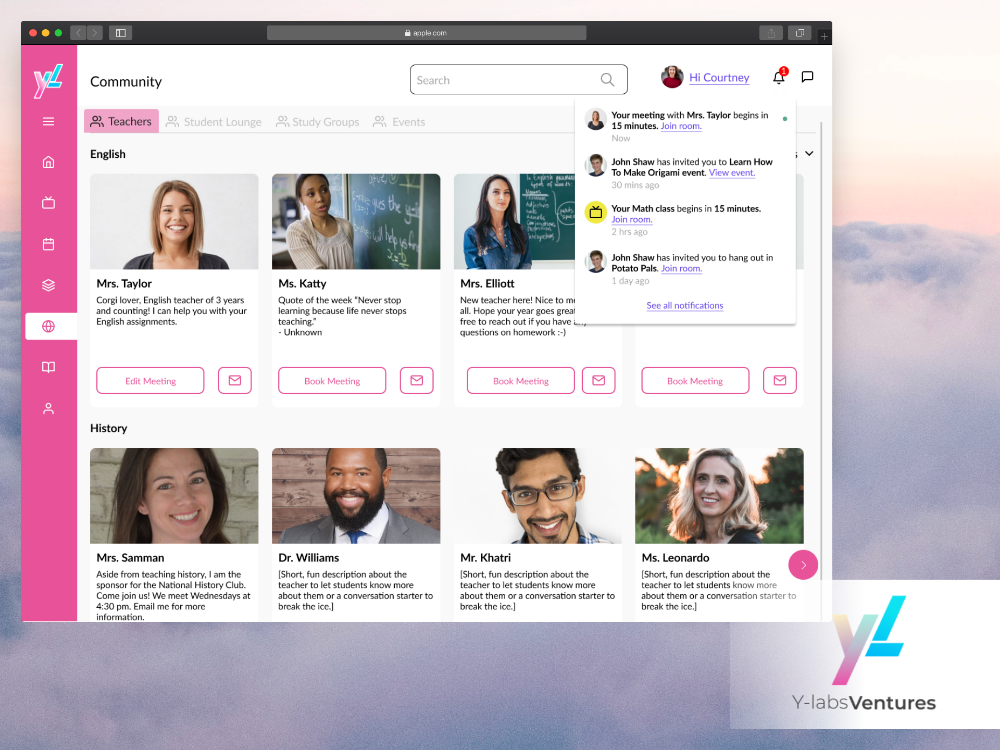 apple.com
YL
Community
Search
Hi Courtney
1
Teachers
Student Lounge
Study Groups
Events
English
Your meeting with Mrs. Taylor begins in
15 minutes. Join room.
Now
John Shaw has invited you to Learn How
To Make Origami event. View event.
30 mins ago
Your Math class begins in 15 minutes.
Join room.
2 hrs ago
John Shaw has invited you to hang out in
Potato Pals. Join room.
1 day ago
See all notifications
Mrs. Taylor
Corgi lover, English teacher of 3 years
and counting! I can help you with your
English assignments.
Edit Meeting
Ms. Katty
Quote of the week “Never stop
learning because life never stops
teaching.”
- Unknown
Book Meeting
Mrs. Elliott
New teacher here! Nice to
all. Hope your year goes
free to reach out if you have any
questions on homework :-)
Book Meeting
Book Meeting
History
Mrs. Samman
Aside from teaching history, I am the
sponsor for the National History Club.
Come join us! We meet Wednesdays at
4:30 pm. Email me for more
information.
Dr. Williams
[Short, fun description about the
teacher to let students know more
about them or a conversation starter to
break the ice.]
Mr. Khatri
[Short, fun description about the
teacher to let students know more
about them or a conversation starter to
break the ice.]
Ms. Leonardo
[Short, fun description about the
teacher to let students know more
about them or a conversation starter to
break the ice.]
YL
Y-labsVentures